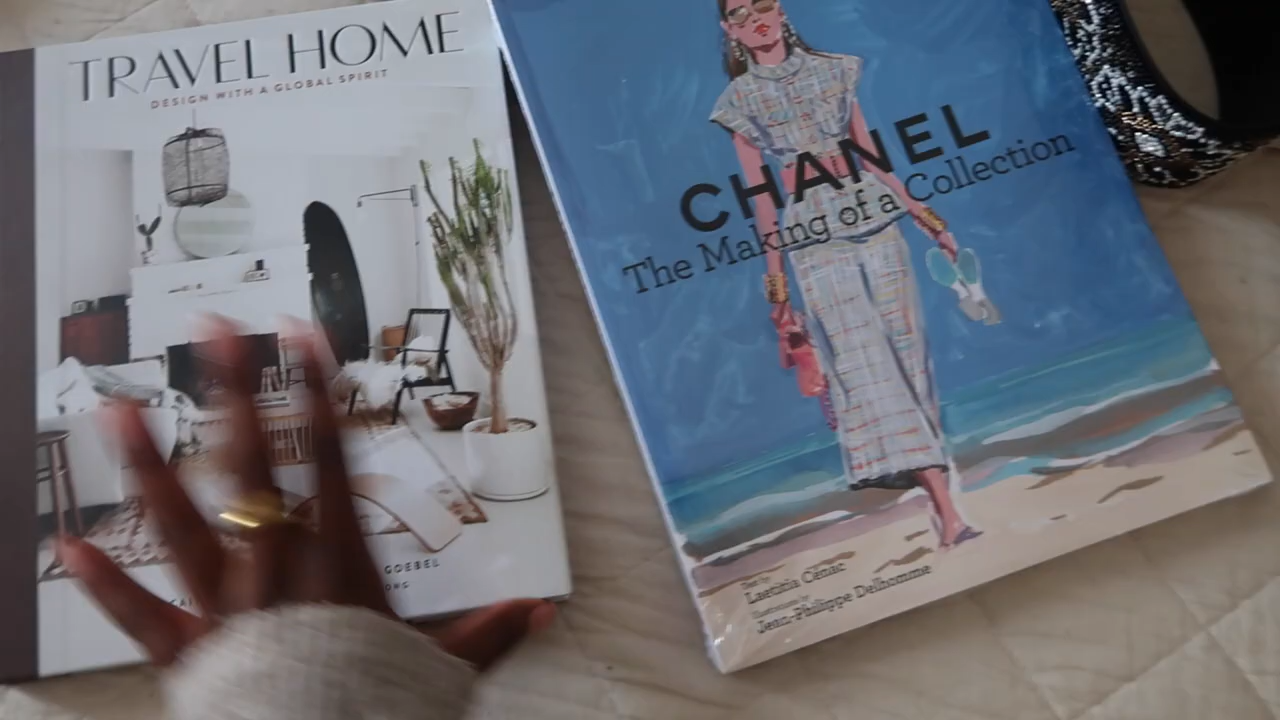 TRAVEL HOME
DESIGN WITH A GLOBAL SPIRIT
GOEBEL
CHANEL
The Making of a Collection
Text by
Laetitia Cénac
Illustrations by
Jean-Philippe Delhomme